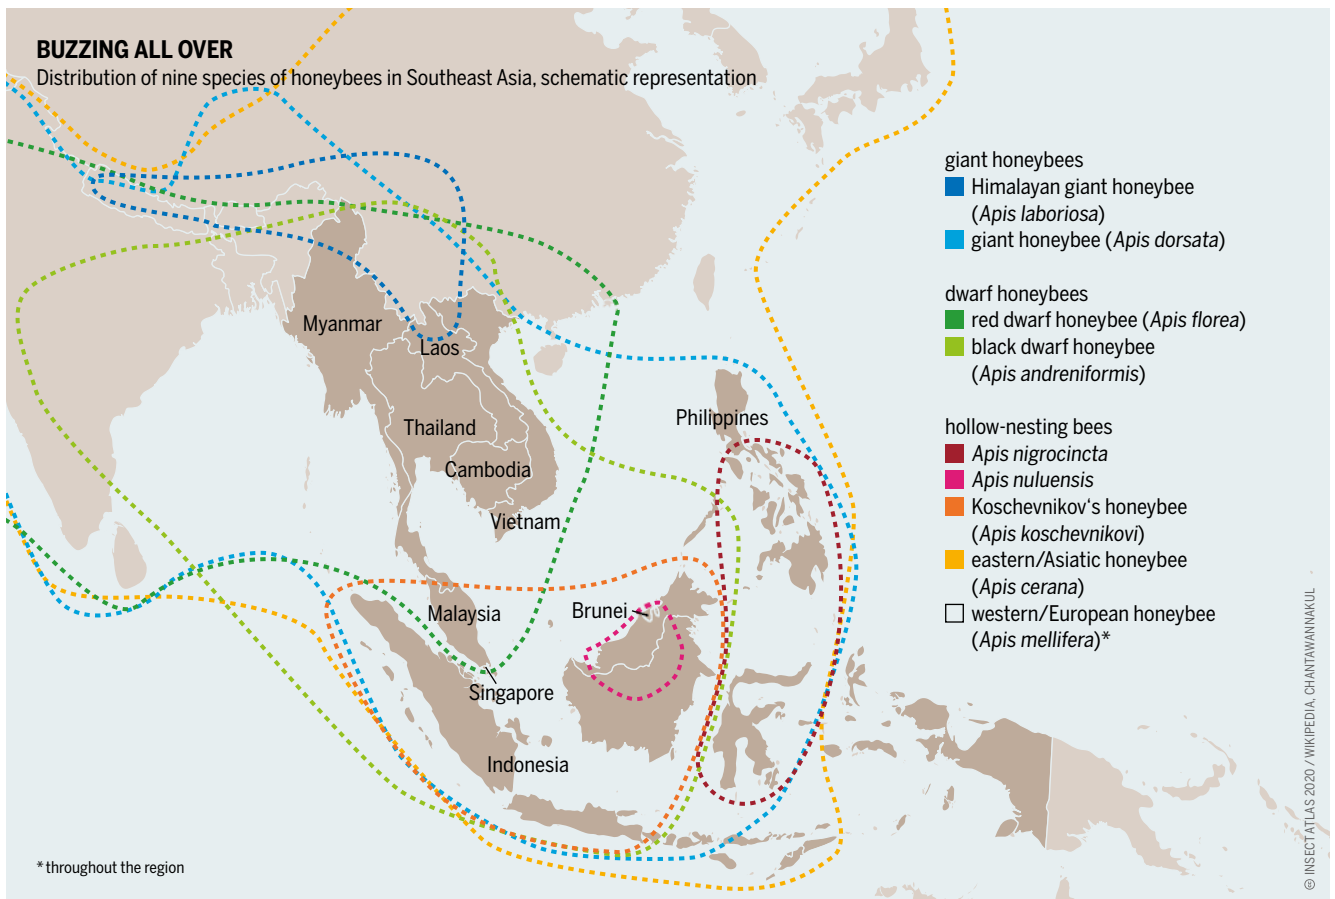 BUZZING ALL OVER
Distribution of nine species of honeybees in Southeast Asia, schematic representation
giant honeybees
Himalayan giant honeybee
(Apis laboriosa)
giant honeybee (Apis dorsata)
dwarf honeybees
red dwarf honeybee (Apis florea)
black dwarf honeybee
(Apis andreniformis)
hollow-nesting bees
Apis nigrocincta
Apis nuluensis
Koschevnikov‘s honeybee
(Apis koschevnikovi)
eastern/Asiatic honeybee
(Apis cerana)
western/European honeybee
(Apis mellifera)*
Myanmar
Laos
Thailand
Cambodia
Vietnam
Philippines
Malaysia
Brunei
Singapore
Indonesia
* throughout the region
INSECT ATLAS 2020 / WIKIPEDIA, CHANTAWANNAKUL